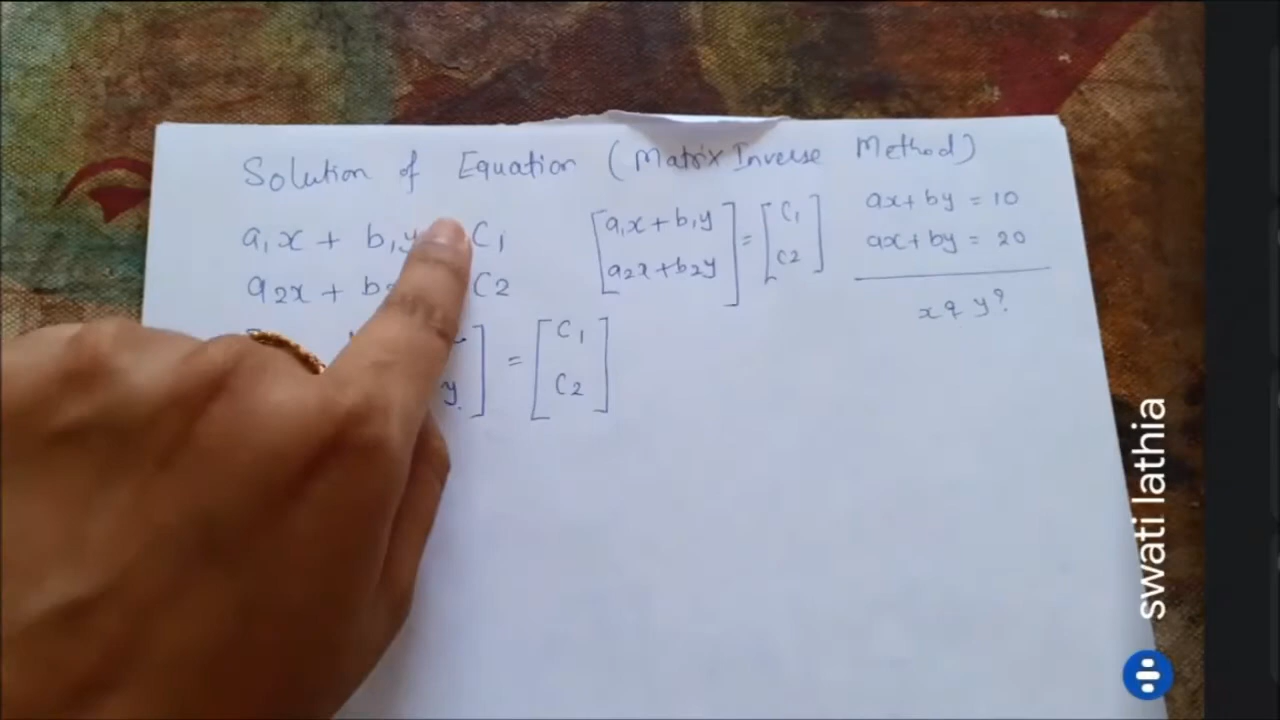 Solution of Equation (Matrix Inverse Method)
a₁x + b₁y C₁
a₂x + b C₂
[a₁x + b₁y
a₂x + b₂y] = [C₁
C₂]
ax + by = 10
ax + by = 20
x & y?
y] = [C₁
C₂]
swati lathia